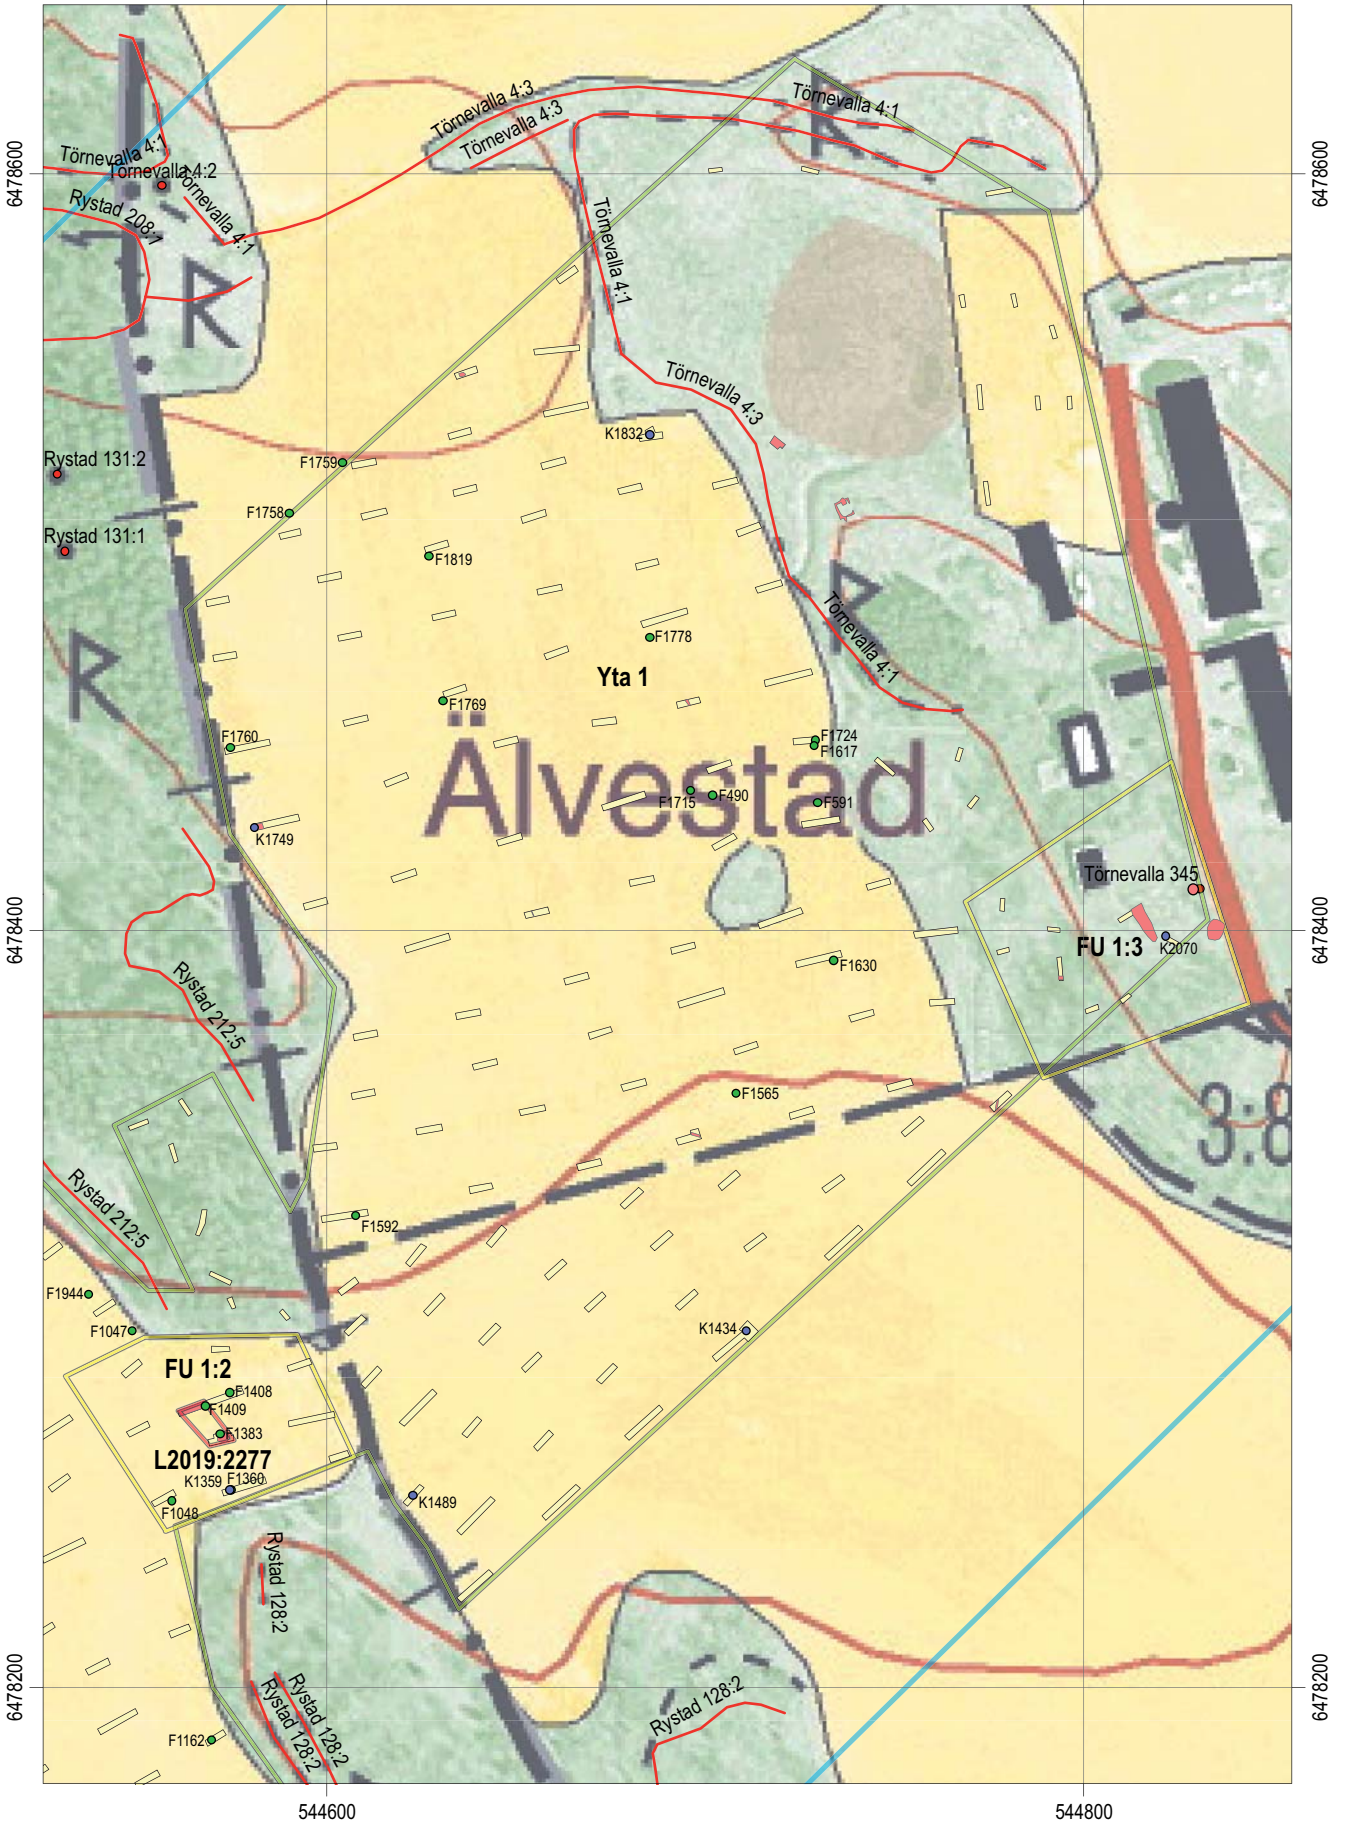 Törnevalla 4:3
Törnevalla 4:3
Törnevalla 4:1
R
6478600
6478600
Törnevalla 4:1
Törnevalla 4:2
Törnevalla 4:1
Rystad 208:1
Törnevalla 4:1
R
Törnevalla 4:3
K1832
Rystad 131:2
F1759
F1758
Rystad 131:1
F1819
R
Törnevalla 4:1
F1778
R
Yta 1
F1769
F1760
F1724
F1617
Älvestad
F1715
F490
F591
K1749
Törnevalla 345
6478400
6478400
FU 1:3
K2070
F1630
Rystad 212:5
F1565
3:8
Rystad 212:5
F1592
F1944
F1047
K1434
FU 1:2
F1408
F1409
F1383
L2019:2277
K1359
F1360
F1048
K1489
Rystad 128:2
6478200
6478200
Rystad 128:2
Rystad 128:2
Rystad 128:2
F1162
544600
544800